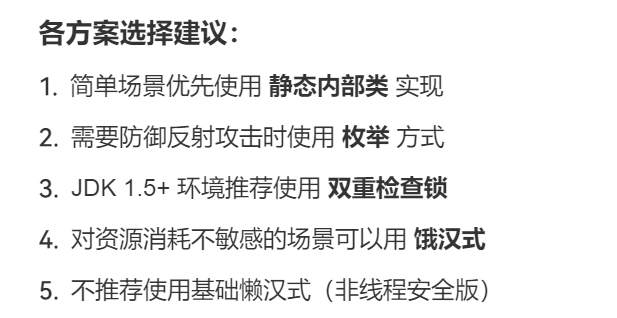 各方案选择建议：
1. 简单场景优先使用 静态内部类 实现
2. 需要防御反射攻击时使用 枚举 方式
3. JDK 1.5+ 环境推荐使用 双重检查锁
4. 对资源消耗不敏感的场景可以用 饿汉式
5. 不推荐使用基础懒汉式（非线程安全版）